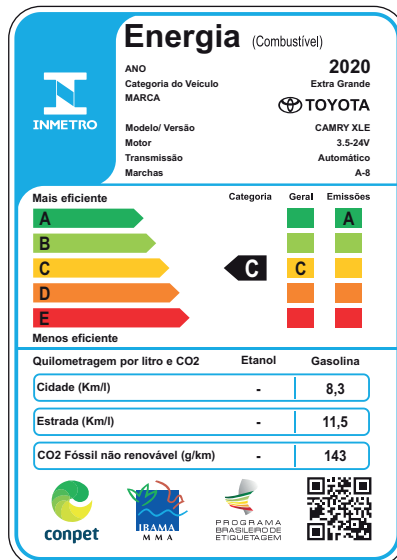 Energia (Combustível)
INMETRO
ANO 2020
Categoria do Veículo Extra Grande
MARCA TOYOTA
Modelo/ Versão CAMRY XLE
Motor 3.5-24V
Transmissão Automático
Marchas A-8
Mais eficiente Categoria Geral Emissões
A A
B
C C C
D
E
Menos eficiente
Quilometragem por litro e CO2 Etanol Gasolina
Cidade (Km/l) - 8,3
Estrada (Km/l) - 11,5
CO2 Fóssil não renovável (g/km) - 143
conpet
IBAMA
M M A
PROGRAMA
BRASILEIRO DE
ETIQUETAGEM